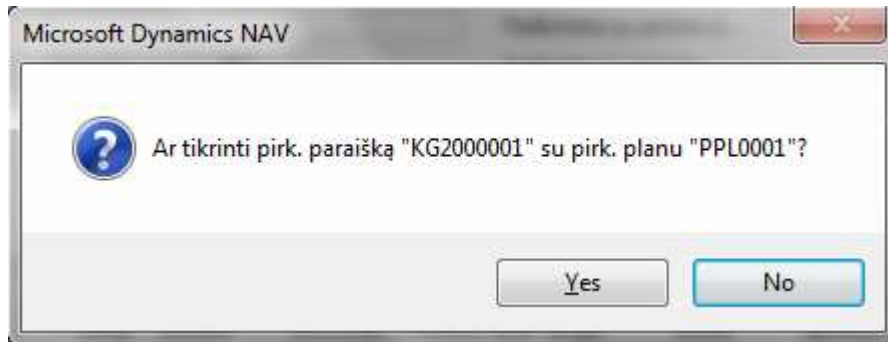 Microsoft Dynamics NAV
Ar tikrinti pirk. paraišką "KG2000001" su pirk. planu "PPL0001"?
Yes
No